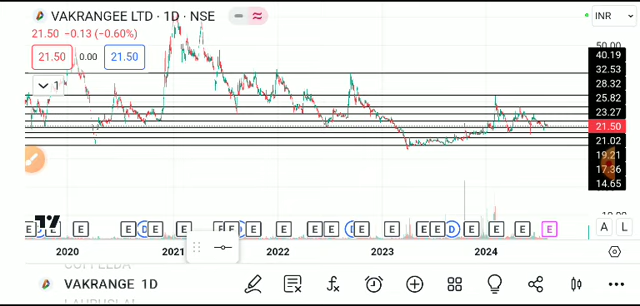 VAKRANGEE LTD · 1D · NSE
INR
21.50 −0.13 (−0.60%)
21.50 0.00 21.50
1
50.00
40.19
32.53
28.32
25.82
23.27
21.50
21.02
19.21
17.36
14.65
E D E E D E E E E D E E E E E E D E E E E E
A L
2020 2021 2022 2023 2024
VAKRANGE 1D